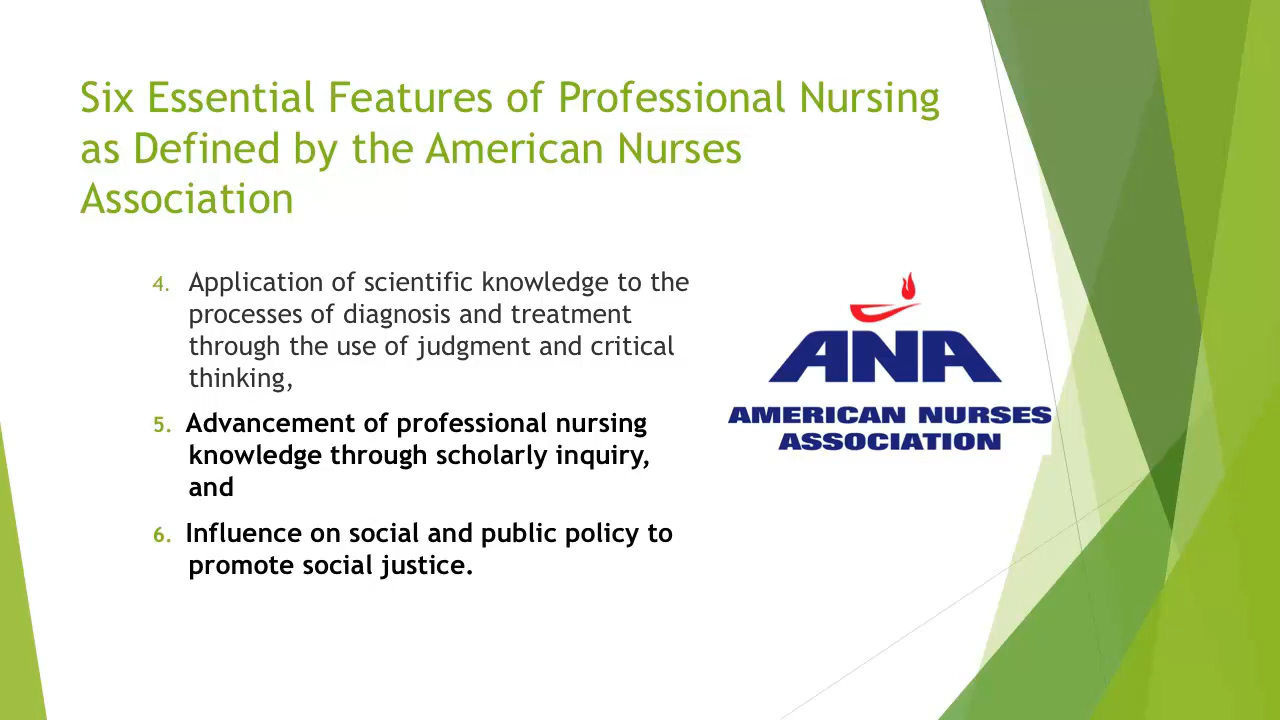 Six Essential Features of Professional Nursing
as Defined by the American Nurses
Association
4. Application of scientific knowledge to the
processes of diagnosis and treatment
through the use of judgment and critical
thinking,
5. Advancement of professional nursing
knowledge through scholarly inquiry,
and
6. Influence on social and public policy to
promote social justice.
ANA
AMERICAN NURSES
ASSOCIATION